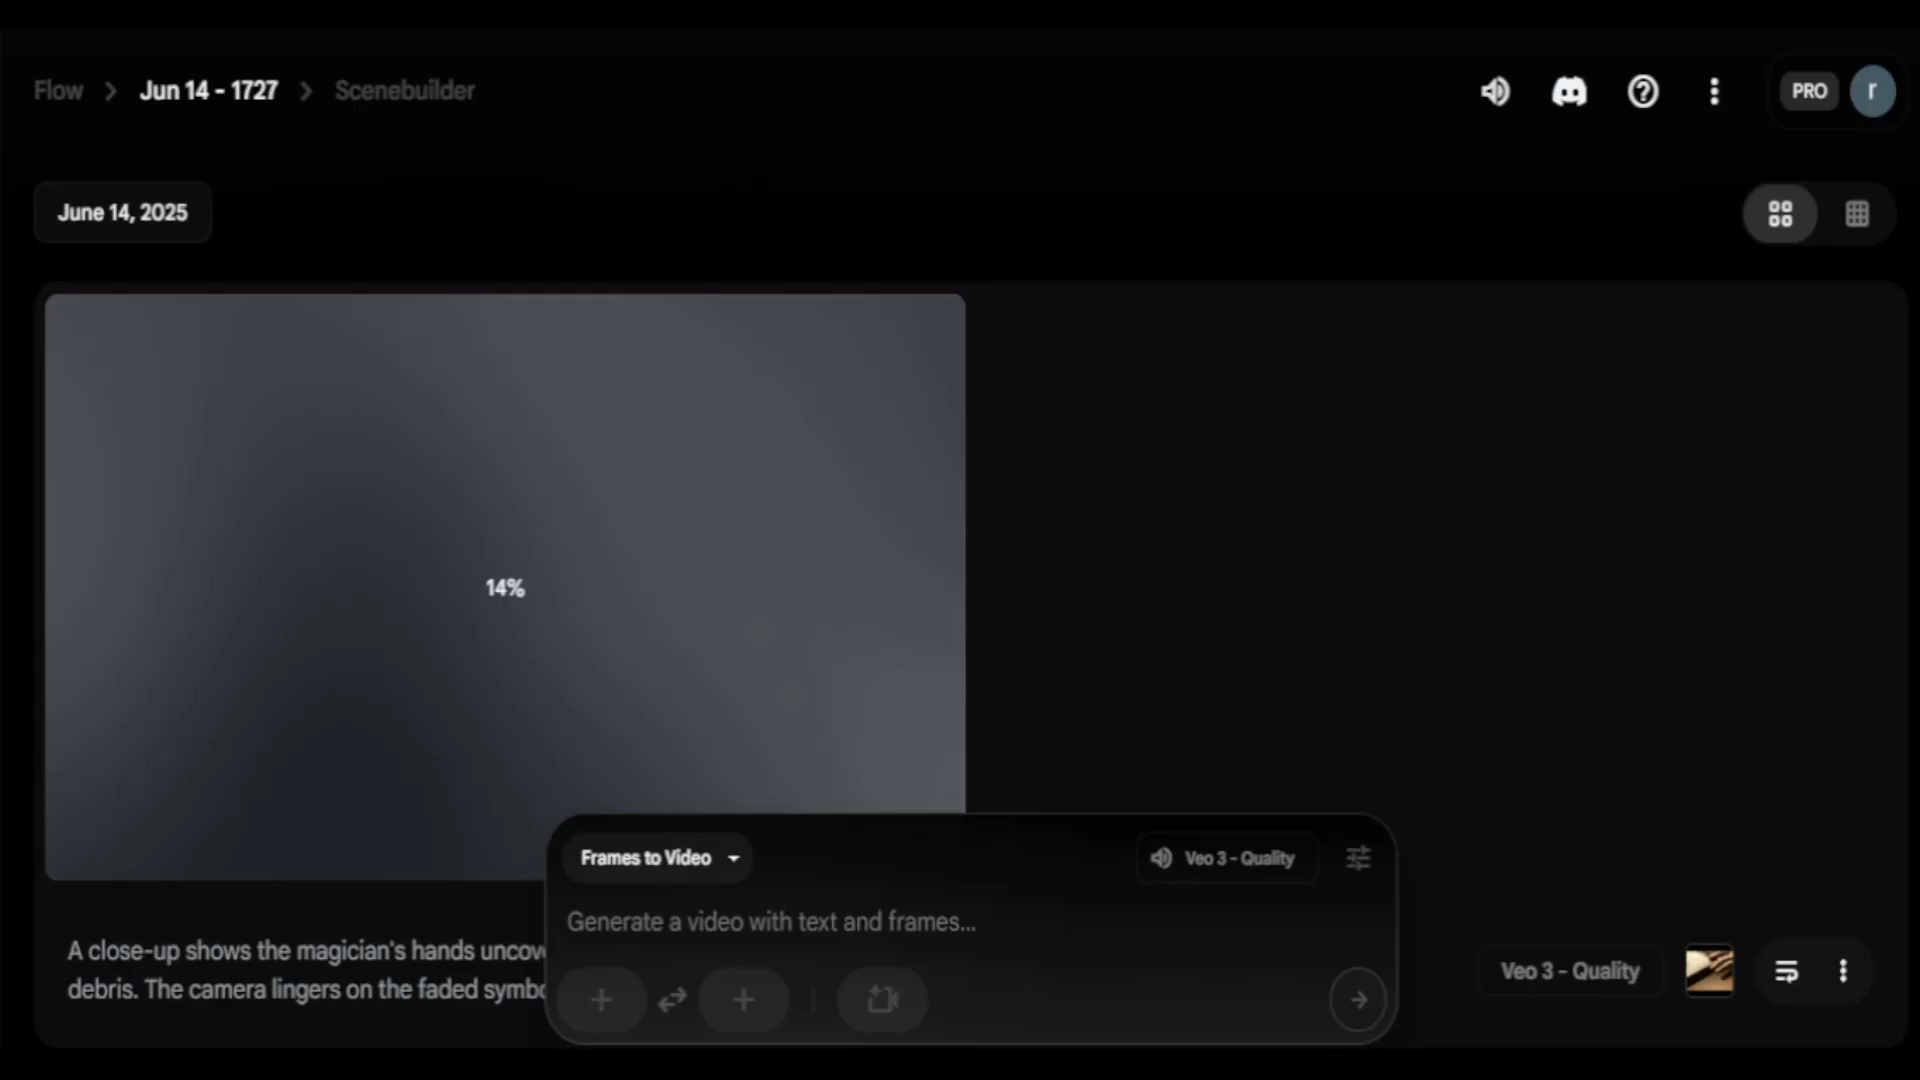 Flow > Jun 14 - 1727 > Scenebuilder
PRO r
June 14, 2025
14%
Frames to Video
Veo 3 - Quality
Generate a video with text and frames...
A close-up shows the magician's hands
debris. The camera lingers on the faded
Veo 3 - Quality